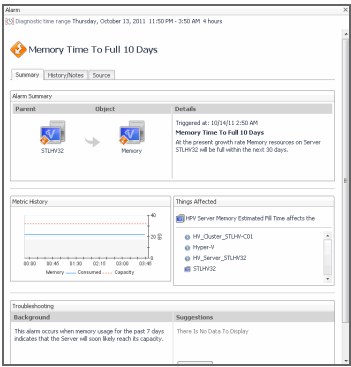 Alarm
Diagnostic time range Thursday, October 13, 2011 11:50 PM - 3:50 AM 4 hours
Memory Time To Full 10 Days
Summary History/Notes Source
Alarm Summary
Parent Object Details
STLHV32
Memory
Triggered at: 10/14/11 2:50 AM
Memory Time To Full 10 Days
At the present growth rate Memory resources on Server
STLHV32 will be full within the next 30 days.
Metric History
40
20
0
GB
00:00 00:45 01:30 02:10 03:00 03:45
Memory Consumed Capacity
Things Affected
HPV Server Memory Estimated Fill Time affects the
HV_Cluster_STLHV-C01
Hyper-V
HV_Server_STLHV32
STLHV32
Troubleshooting
Background
This alarm occurs when memory usage for the past 7 days
indicates that the Server will soon likely reach its capacity.
Suggestions
There Is No Data To Display